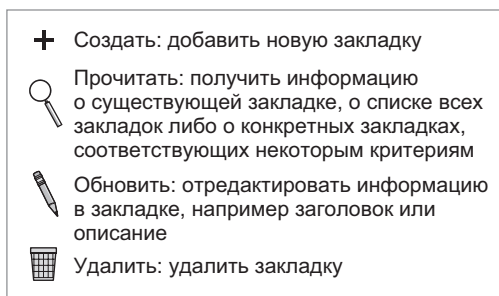 Создать: добавить новую закладку
Прочитать: получить информацию
о существующей закладке, о списке всех
закладок либо о конкретных закладках,
соответствующих некоторым критериям
Обновить: отредактировать информацию
в закладке, например заголовок или
описание
Удалить: удалить закладку